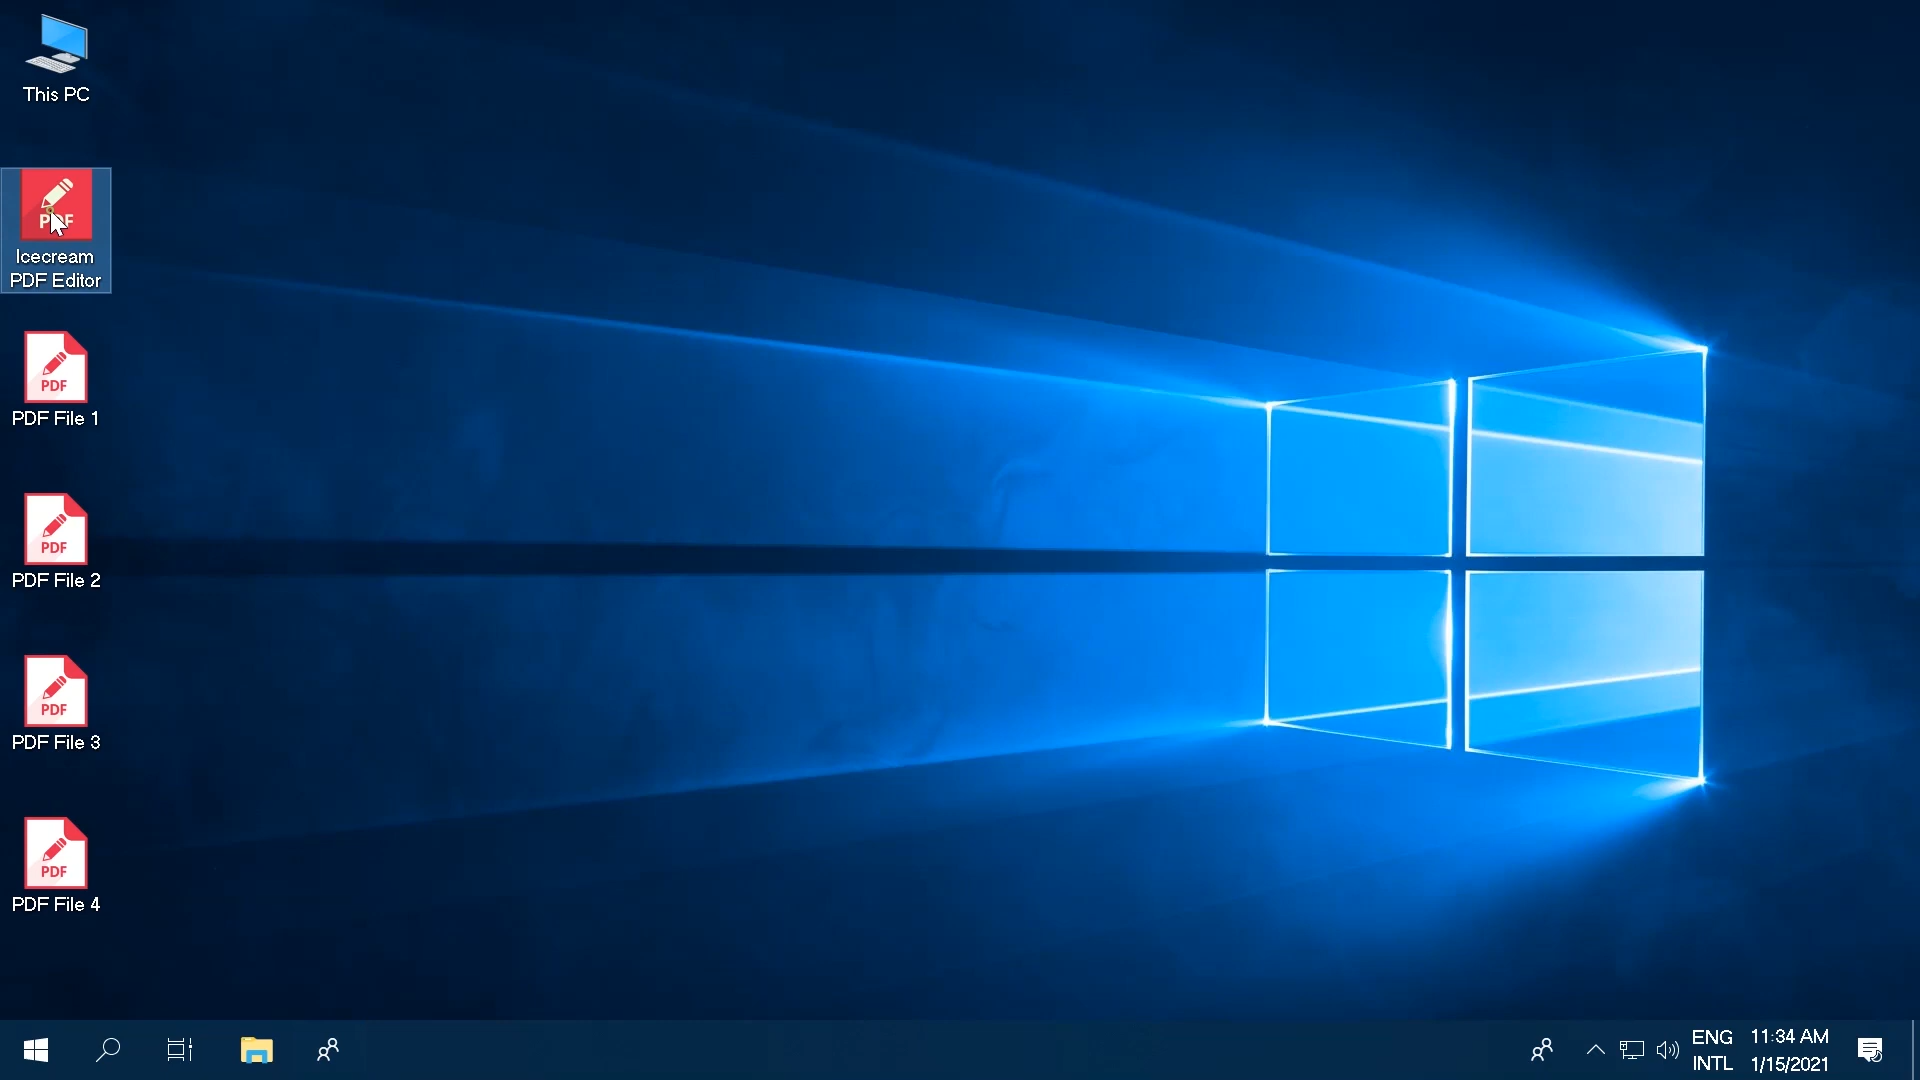 This PC
PDF
Icecream
PDF Editor
PDF
PDF File 1
PDF
PDF File 2
PDF
PDF File 3
PDF
PDF File 4
ENG
INTL
11:34 AM
1/15/2021